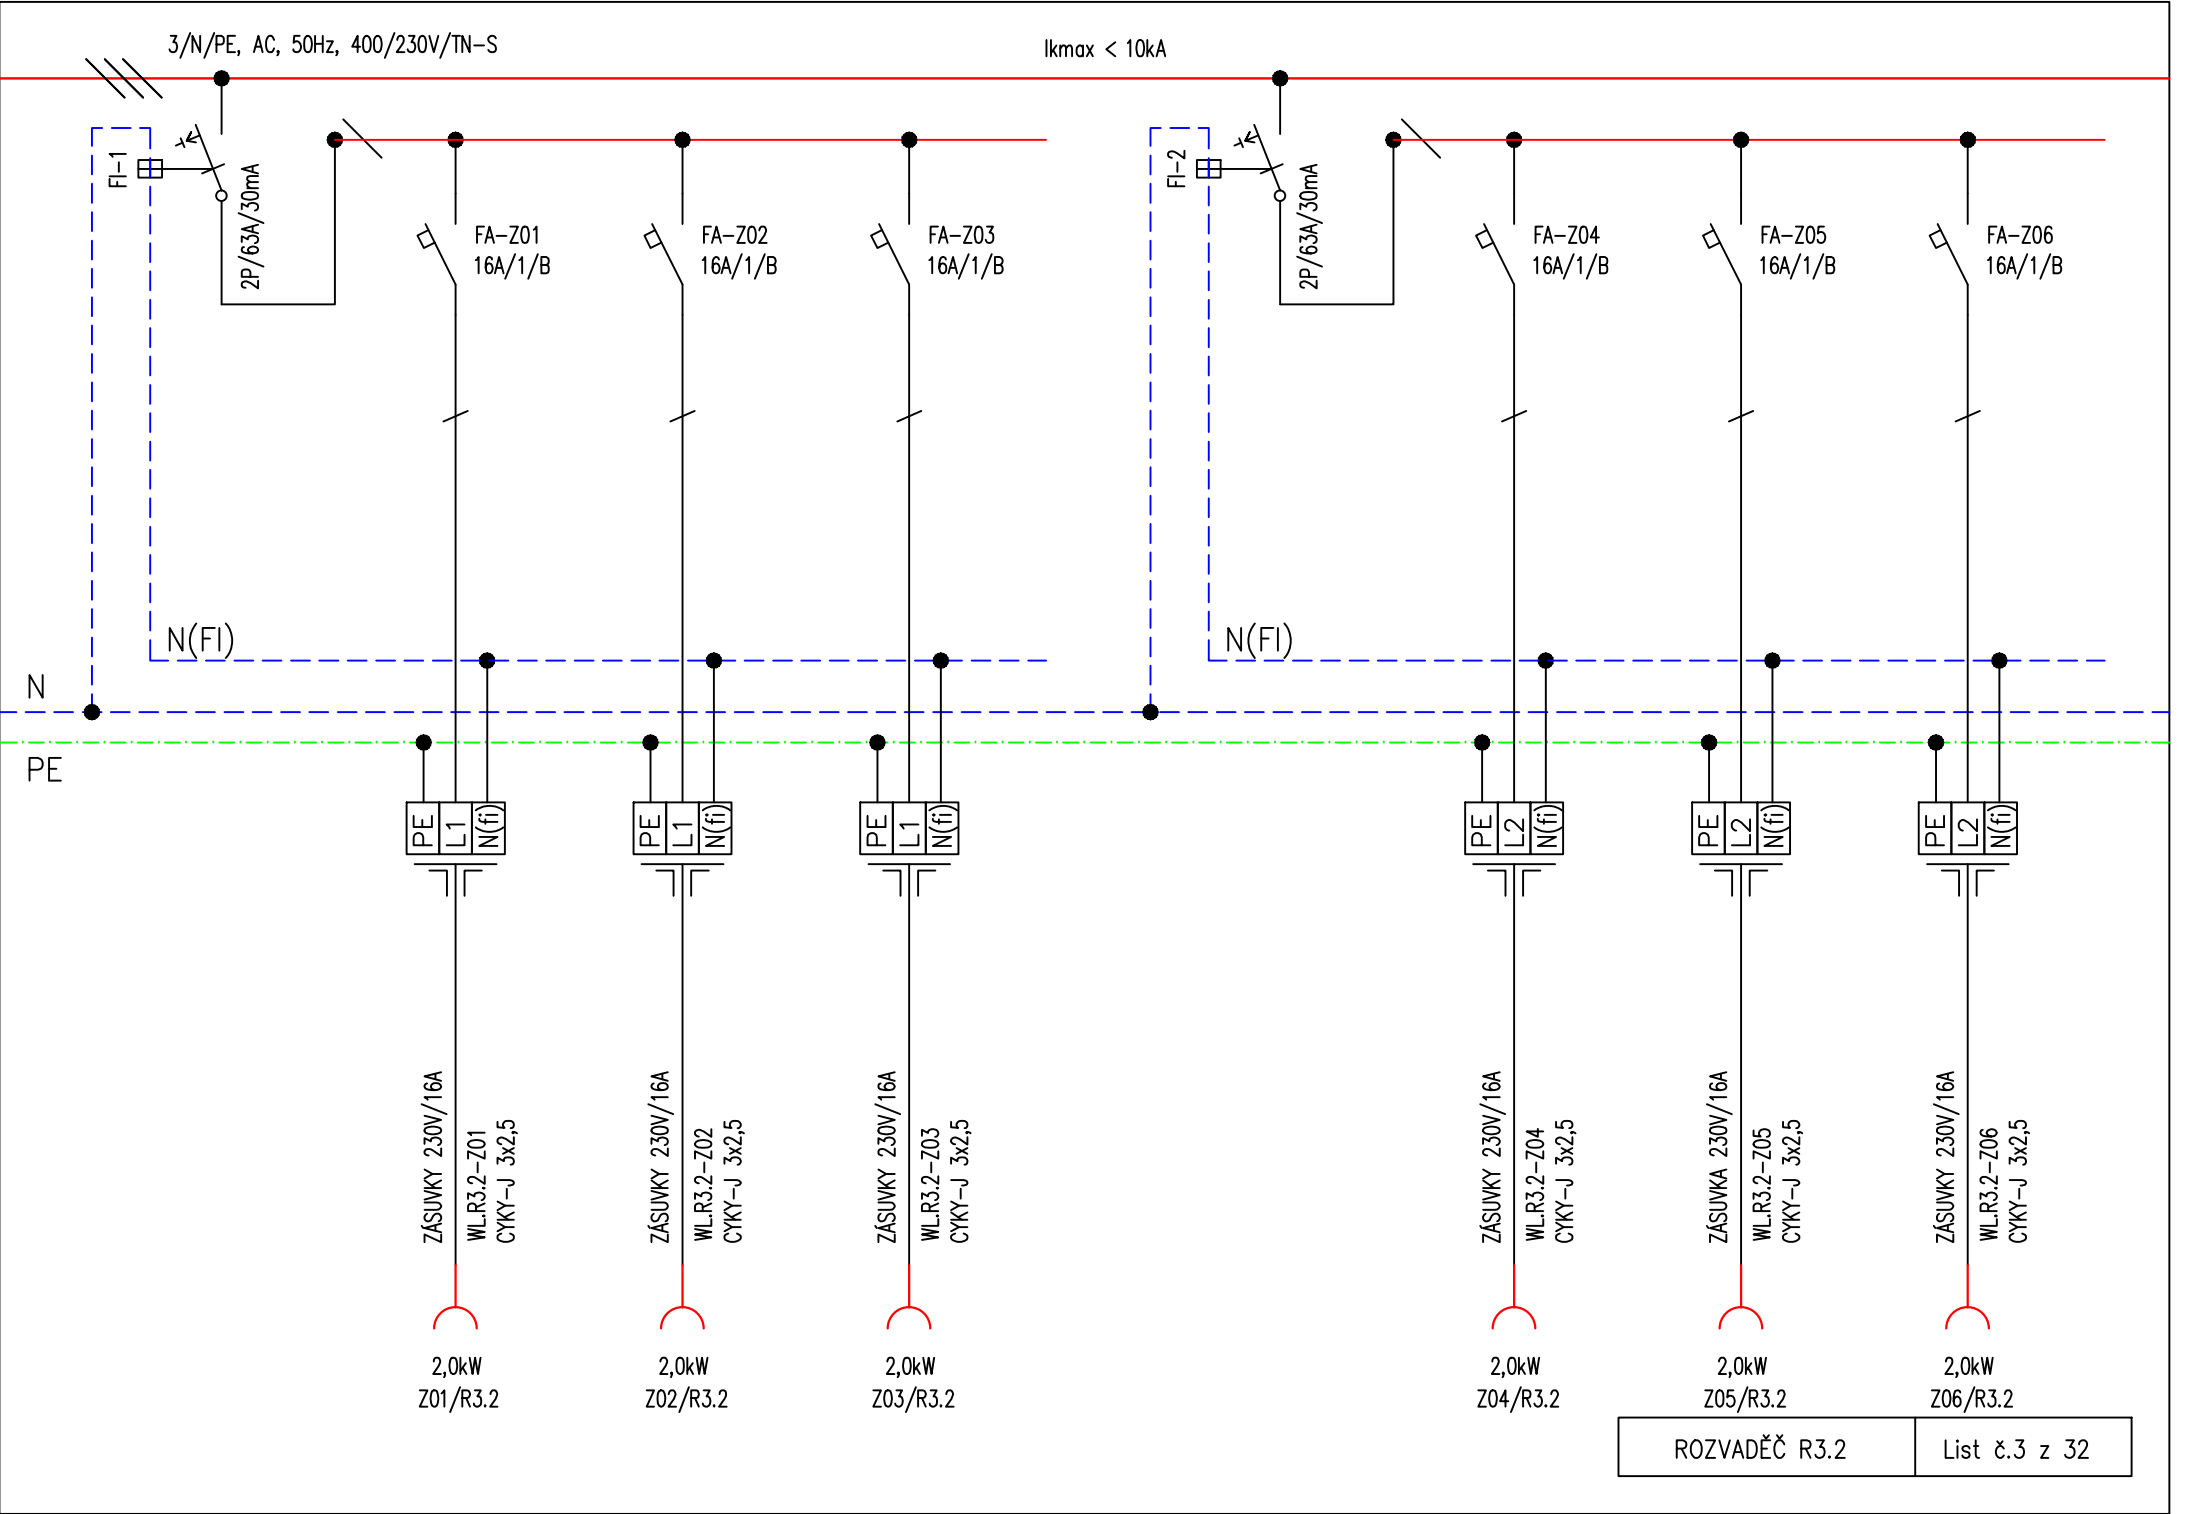 3/N/PE, AC, 50Hz, 400/230V/TN-S
Ikmax < 10kA
FI-1
2P/63A/30mA
FA-Z01
16A/1/B
FA-Z02
16A/1/B
FA-Z03
16A/1/B
FI-2
2P/63A/30mA
FA-Z04
16A/1/B
FA-Z05
16A/1/B
FA-Z06
16A/1/B
N(FI)
N(FI)
N
PE
PE
L1
N(fi)
PE
L1
N(fi)
PE
L1
N(fi)
PE
L2
N(fi)
PE
L2
N(fi)
PE
L2
N(fi)
ZÁSUVKY 230V/16A
WL.R3.2-Z01
CYKY-J 3x2,5
ZÁSUVKY 230V/16A
WL.R3.2-Z02
CYKY-J 3x2,5
ZÁSUVKY 230V/16A
WL.R3.2-Z03
CYKY-J 3x2,5
ZÁSUVKY 230V/16A
WL.R3.2-Z04
CYKY-J 3x2,5
ZÁSUVKA 230V/16A
WL.R3.2-Z05
CYKY-J 3x2,5
ZÁSUVKY 230V/16A
WL.R3.2-Z06
CYKY-J 3x2,5
2,0kW
Z01/R3.2
2,0kW
Z02/R3.2
2,0kW
Z03/R3.2
2,0kW
Z04/R3.2
2,0kW
Z05/R3.2
2,0kW
Z06/R3.2
ROZVADĚČ R3.2
List č.3 z 32